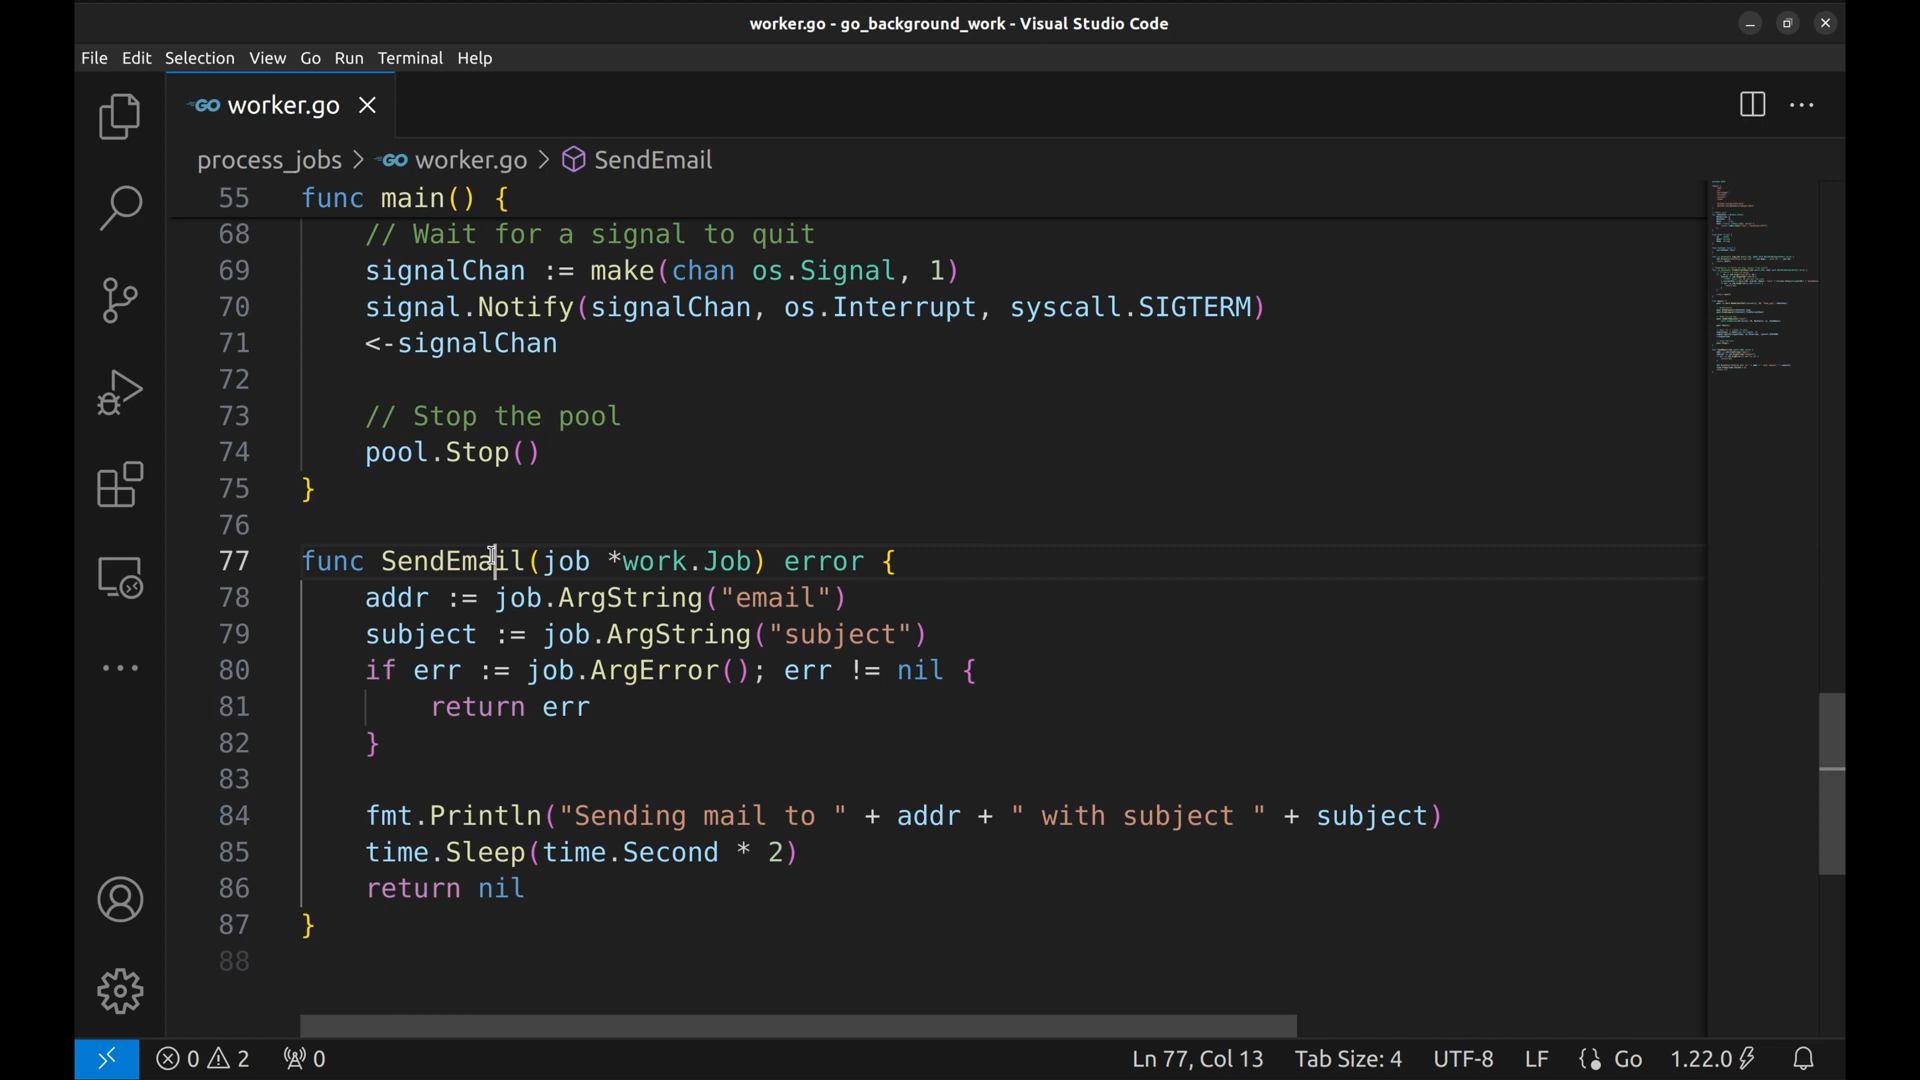 worker.go - go_background_work - Visual Studio Code
File Edit Selection View Go Run Terminal Help
GO worker.go
process_jobs > GO worker.go > SendEmail
55 func main() {
68 // Wait for a signal to quit
69 signalChan := make(chan os.Signal, 1)
70 signal.Notify(signalChan, os.Interrupt, syscall.SIGTERM)
71 <-signalChan
72
73 // Stop the pool
74 pool.Stop()
75 }
76
77 func SendEmail(job *work.Job) error {
78 addr := job.ArgString("email")
79 subject := job.ArgString("subject")
80 if err := job.ArgError(); err != nil {
81 return err
82 }
83
84 fmt.Println("Sending mail to " + addr + " with subject " + subject)
85 time.Sleep(time.Second * 2)
86 return nil
87 }
88
0 2 0 Ln 77, Col 13 Tab Size: 4 UTF-8 LF Go 1.22.0